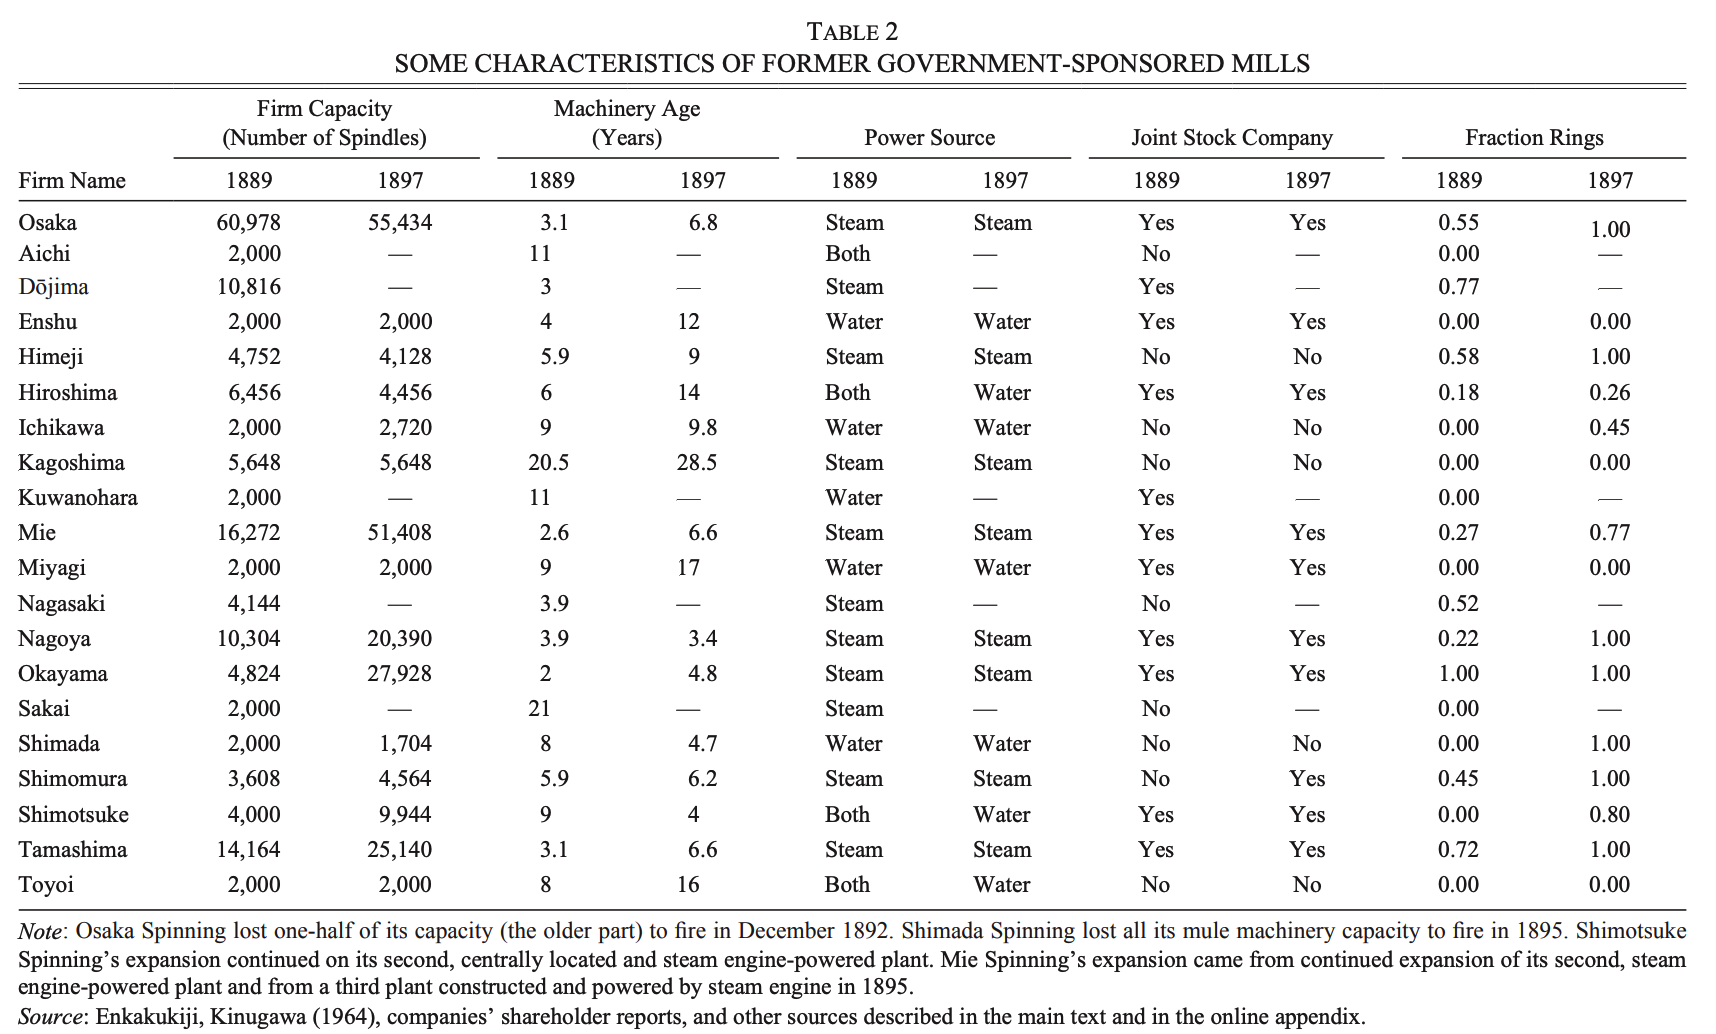 TABLE 2
SOME CHARACTERISTICS OF FORMER GOVERNMENT-SPONSORED MILLS
Firm Capacity Machinery Age
(Number of Spindles) (Years) Power Source Joint Stock Company Fraction Rings
Firm Name 1889 1897 1889 1897 1889 1897 1889 1897 1889 1897
Osaka 60,978 55,434 3.1 6.8 Steam Steam Yes Yes 0.55 1.00
Aichi 2,000 — 11 — Both — No — 0.00 —
Dōjima 10,816 — 3 — Steam — Yes — 0.77 —
Enshu 2,000 2,000 4 12 Water Water Yes Yes 0.00 0.00
Himeji 4,752 4,128 5.9 9 Steam Steam No No 0.58 1.00
Hiroshima 6,456 4,456 6 14 Both Water Yes Yes 0.18 0.26
Ichikawa 2,000 2,720 9 9.8 Water Water No No 0.00 0.45
Kagoshima 5,648 5,648 20.5 28.5 Steam Steam No No 0.00 0.00
Kuwanohara 2,000 — 11 — Water — Yes — 0.00 —
Mie 16,272 51,408 2.6 6.6 Steam Steam Yes Yes 0.27 0.77
Miyagi 2,000 2,000 9 17 Water Water Yes Yes 0.00 0.00
Nagasaki 4,144 — 3.9 — Steam — No — 0.52 —
Nagoya 10,304 20,390 3.9 3.4 Steam Steam Yes Yes 0.22 1.00
Okayama 4,824 27,928 2 4.8 Steam Steam Yes Yes 1.00 1.00
Sakai 2,000 — 21 — Steam — No — 0.00 —
Shimada 2,000 1,704 8 4.7 Water Water No No 0.00 1.00
Shimomura 3,608 4,564 5.9 6.2 Steam Steam No Yes 0.45 1.00
Shimotsuke 4,000 9,944 9 4 Both Water Yes Yes 0.00 0.80
Tamashima 14,164 25,140 3.1 6.6 Steam Steam Yes Yes 0.72 1.00
Toyoi 2,000 2,000 8 16 Both Water No No 0.00 0.00
Note: Osaka Spinning lost one-half of its capacity (the older part) to fire in December 1892. Shimada Spinning lost all its mule machinery capacity to fire in 1895. Shimotsuke
Spinning’s expansion continued on its second, centrally located and steam engine-powered plant. Mie Spinning’s expansion came from continued expansion of its second, steam
engine-powered plant and from a third plant constructed and powered by steam engine in 1895.
Source: Enkakukiji, Kinugawa (1964), companies’ shareholder reports, and other sources described in the main text and in the online appendix.